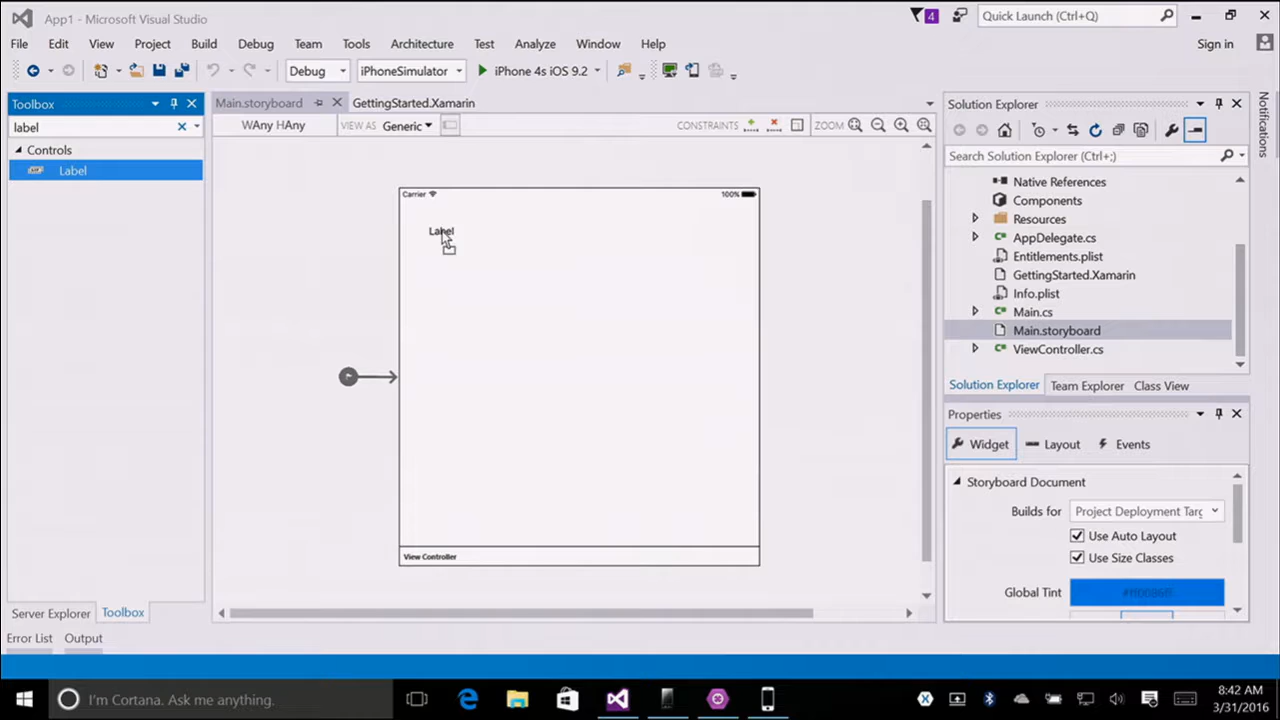 App1 - Microsoft Visual Studio
4
Quick Launch (Ctrl+Q)
File Edit View Project Build Debug Team Tools Architecture Test Analyze Window Help
Sign in
Debug iPhoneSimulator iPhone 4s iOS 9.2
Toolbox
label
Controls
Label
Server Explorer Toolbox
Error List Output
Main.storyboard GettingStarted.Xamarin
WAny HAny VIEW AS Generic CONSTRAINTS ZOOM
Carrier 100%
Label
View Controller
Solution Explorer
Search Solution Explorer (Ctrl+;)
Native References
Components
Resources
AppDelegate.cs
Entitlements.plist
GettingStarted.Xamarin
Info.plist
Main.cs
Main.storyboard
ViewController.cs
Solution Explorer Team Explorer Class View
Properties
Widget Layout Events
Storyboard Document
Builds for Project Deployment Targ
Use Auto Layout
Use Size Classes
Global Tint
Notifications
I'm Cortana. Ask me anything.
8:42 AM
3/31/2016